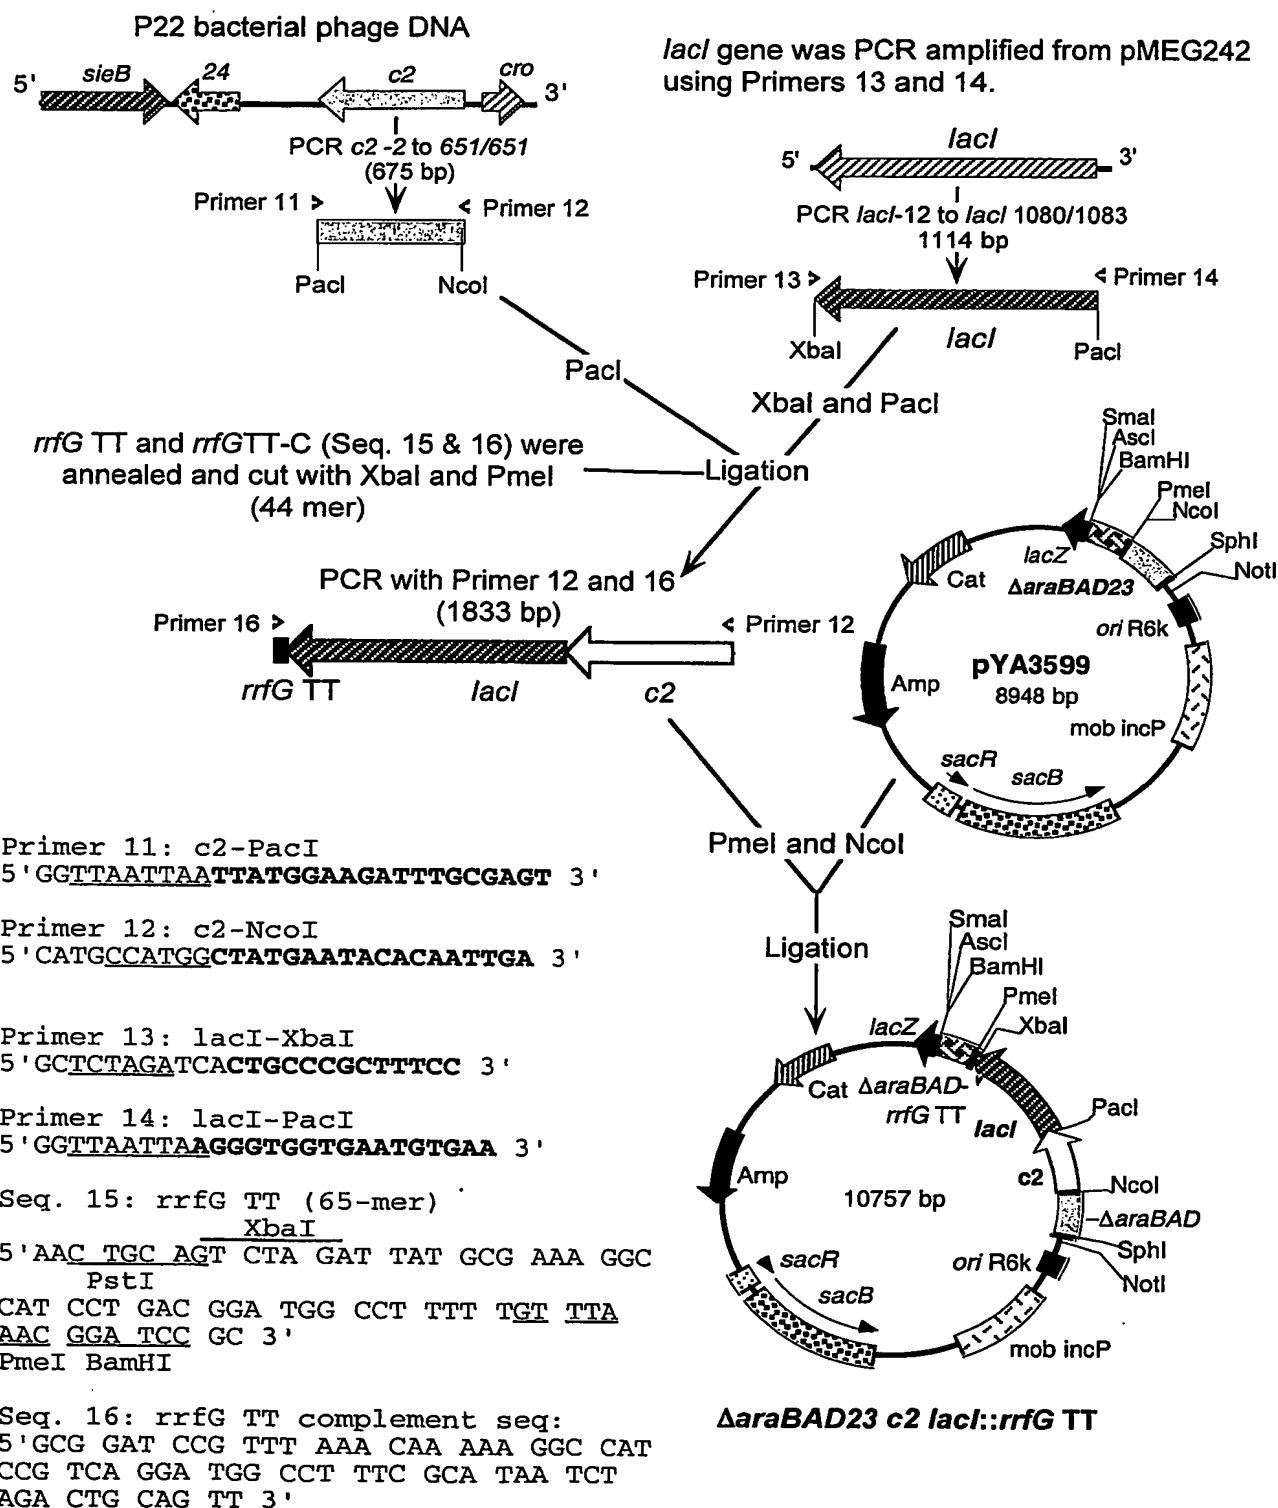 P22 bacterial phage DNA
5' sieB 24 c2 cro 3'
PCR c2 -2 to 651/651
(675 bp)
Primer 11 > < Primer 12
PacI NcoI
lacI gene was PCR amplified from pMEG242
using Primers 13 and 14.
lacI
5' 3'
PCR lacI-12 to lacI 1080/1083
1114 bp
Primer 13 > < Primer 14
XbaI lacI PacI
PacI
XbaI and PacI
rrfG TT and rrfGTT-C (Seq. 15 & 16) were
annealed and cut with XbaI and PmeI
(44 mer)
Ligation
PCR with Primer 12 and 16
(1833 bp)
Primer 16 > < Primer 12
rrfG TT lacI c2
SmaI
AscI
BamHI
PmeI
NcoI
SphI
NotI
lacZ
Cat
ΔaraBAD23
ori R6k
pYA3599
8948 bp
Amp
mob incP
sacR
sacB
PmeI and NcoI
Ligation
Primer 11: c2-PacI
5'GGTTAATTAATTATGGAAGATTTGCGAGT 3'
Primer 12: c2-NcoI
5'CATGCCATGGCTATGAATACACAATTGA 3'
Primer 13: lacI-XbaI
5'GCTCTAGATCACTGCCCGCTTTCC 3'
Primer 14: lacI-PacI
5'GGTTAATTAAGGGTGGTGAATGTGAA 3'
Seq. 15: rrfG TT (65-mer)
XbaI
5'AAC TGC AGT CTA GAT TAT GCG AAA GGC
PstI
CAT CCT GAC GGA TGG CCT TTT TGT TTA
AAC GGA TCC GC 3'
PmeI BamHI
Seq. 16: rrfG TT complement seq:
5'GCG GAT CCG TTT AAA CAA AAA GGC CAT
CCG TCA GGA TGG CCT TTC GCA TAA TCT
AGA CTG CAG TT 3'
SmaI
AscI
BamHI
PmeI
XbaI
lacZ
Cat
ΔaraBAD-
rrfG TT
lacI
PacI
c2
NcoI
ΔaraBAD
SphI
NotI
ori R6k
Amp
10757 bp
sacR
sacB
mob incP
ΔaraBAD23 c2 lacI::rrfG TT